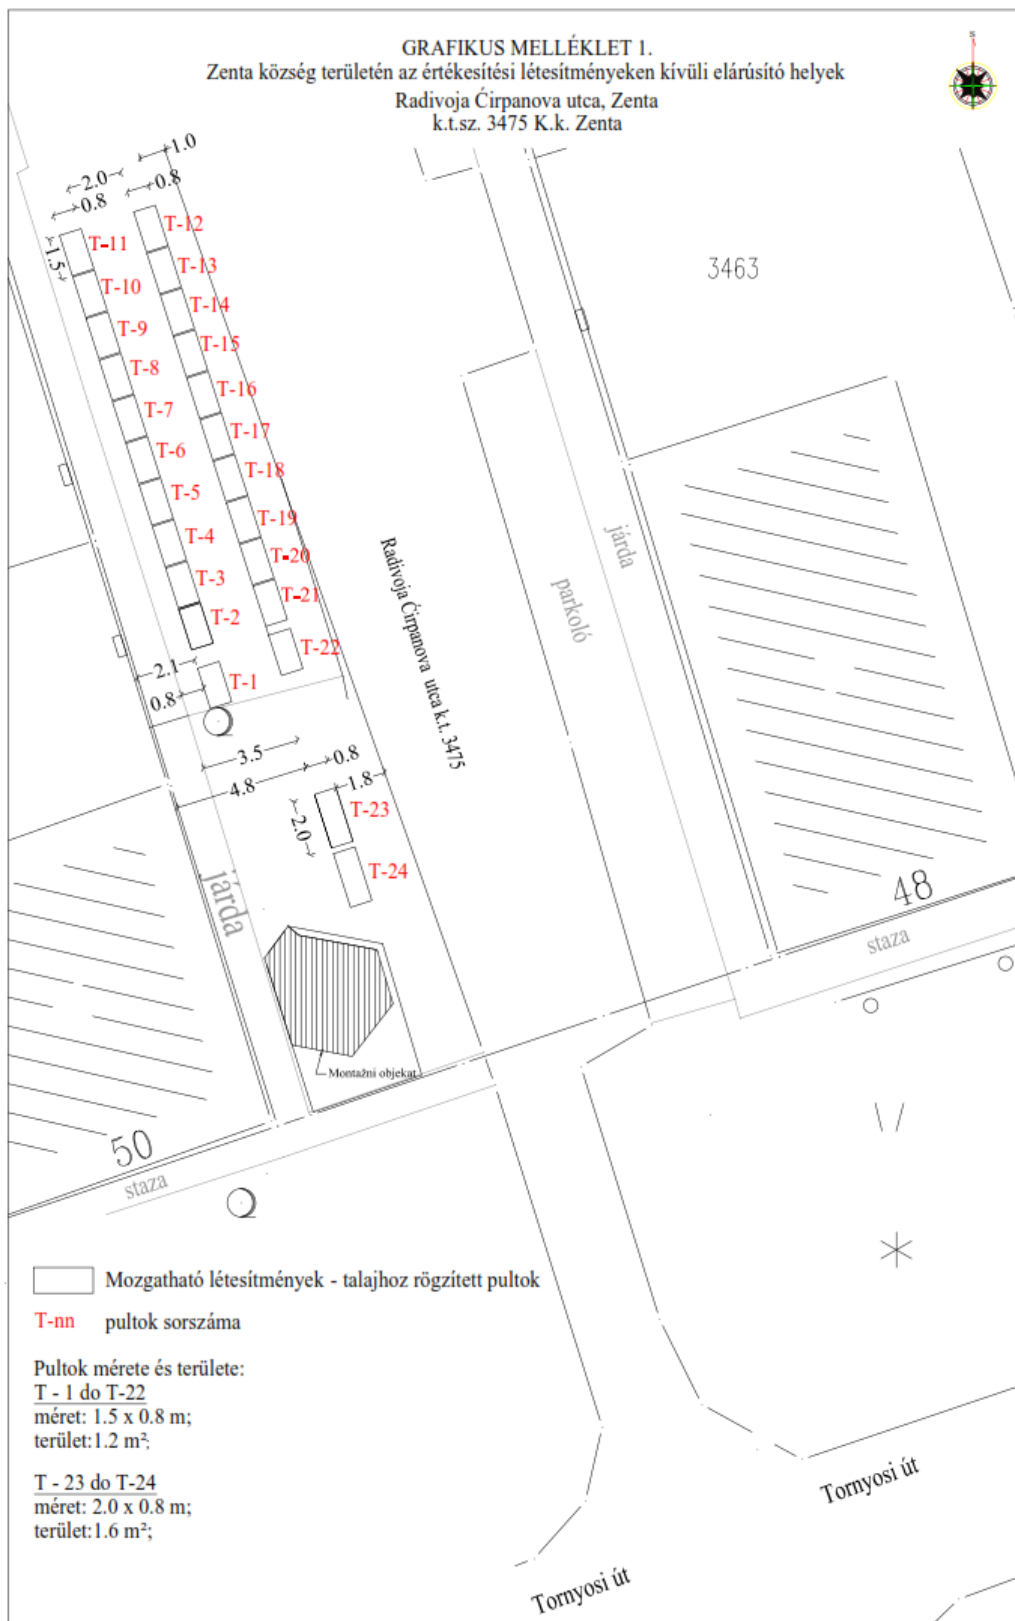 GRAFIKUS MELLÉKLET 1.
Zenta község területén az értékesítési létesítményeken kívüli elárúsító helyek
Radivoja Ćirpanova utca, Zenta
k.t.sz. 3475 K.k. Zenta
S
1.0
2.0
0.8
0.8
1.5
T-12
T-11
T-13
T-10
T-14
T-9
T-15
T-8
T-16
T-7
T-17
T-6
T-18
T-5
T-19
T-4
T-20
T-3
T-21
T-2
T-22
T-1
2.1
0.8
3.5
0.8
4.8
1.8
2.0
T-23
T-24
3463
járda
parkoló
Radivoja Ćirpanova utca k.t. 3475
járda
48
staza
Montažni objekat
50
staza
Mozgatható létesítmények - talajhoz rögzített pultok
T-nn pultok sorszáma
Pultok mérete és területe:
T - 1 do T-22
méret: 1.5 x 0.8 m;
terület:1.2 m²;
T - 23 do T-24
méret: 2.0 x 0.8 m;
terület:1.6 m²;
Tornyosi út
Tornyosi út